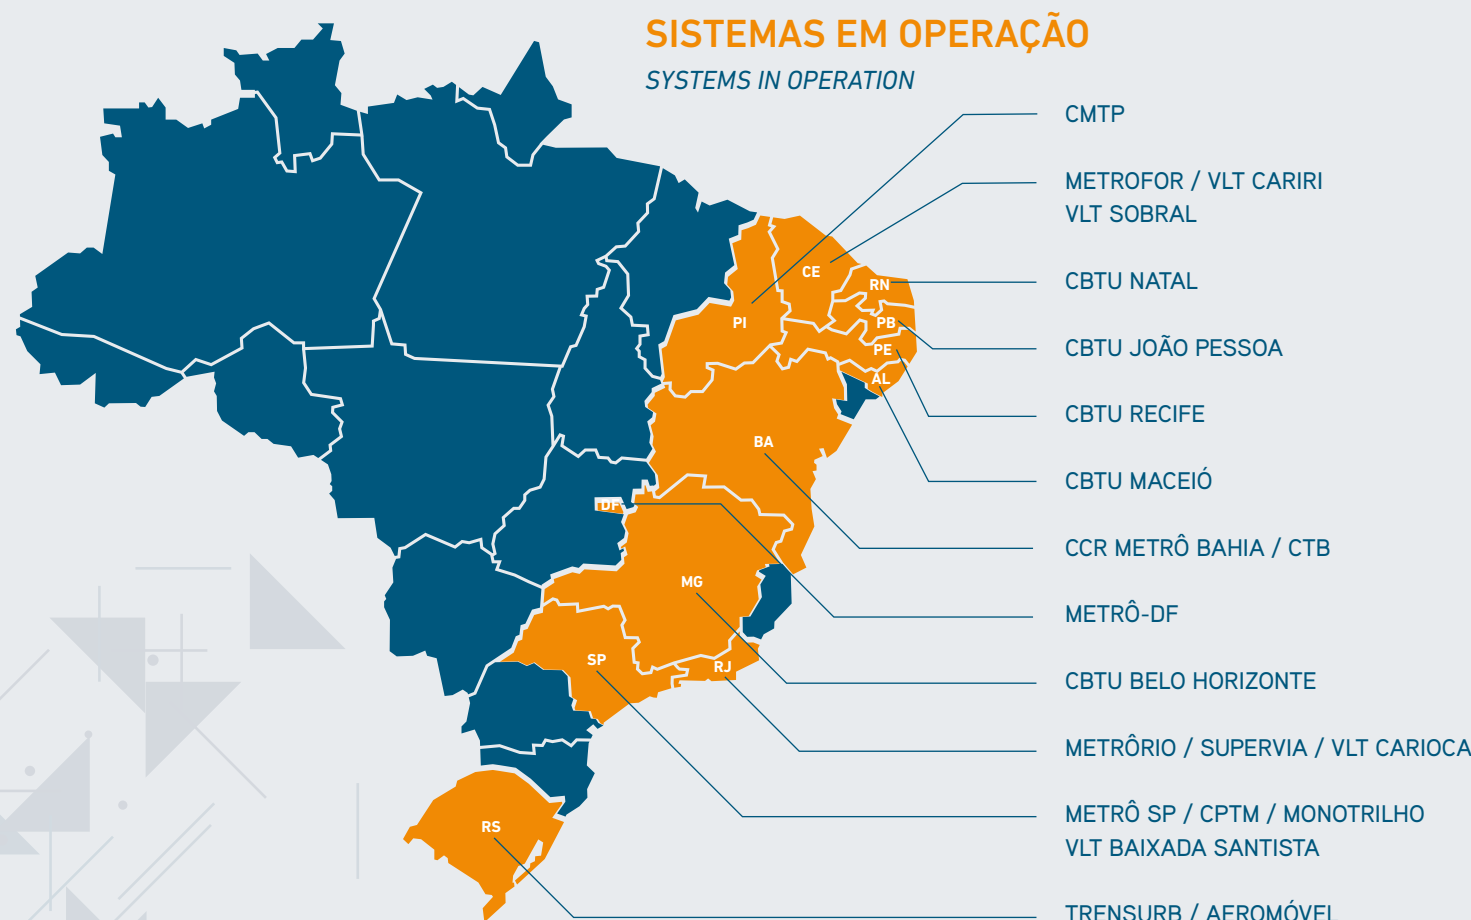 SISTEMAS EM OPERAÇÃO
SYSTEMS IN OPERATION
CMTP
METROFOR / VLT CARIRI
VLT SOBRAL
CBTU NATAL
CBTU JOÃO PESSOA
CBTU RECIFE
CBTU MACEIÓ
CCR METRÔ BAHIA / CTB
METRÔ-DF
CBTU BELO HORIZONTE
METRÔRIO / SUPERVIA / VLT CARIOCA
METRÔ SP / CPTM / MONOTRILHO
VLT BAIXADA SANTISTA
TRENSURB / AEROMÓVEL
CE
RN
PI
PB
PE
AL
BA
DF
MG
SP
RJ
RS